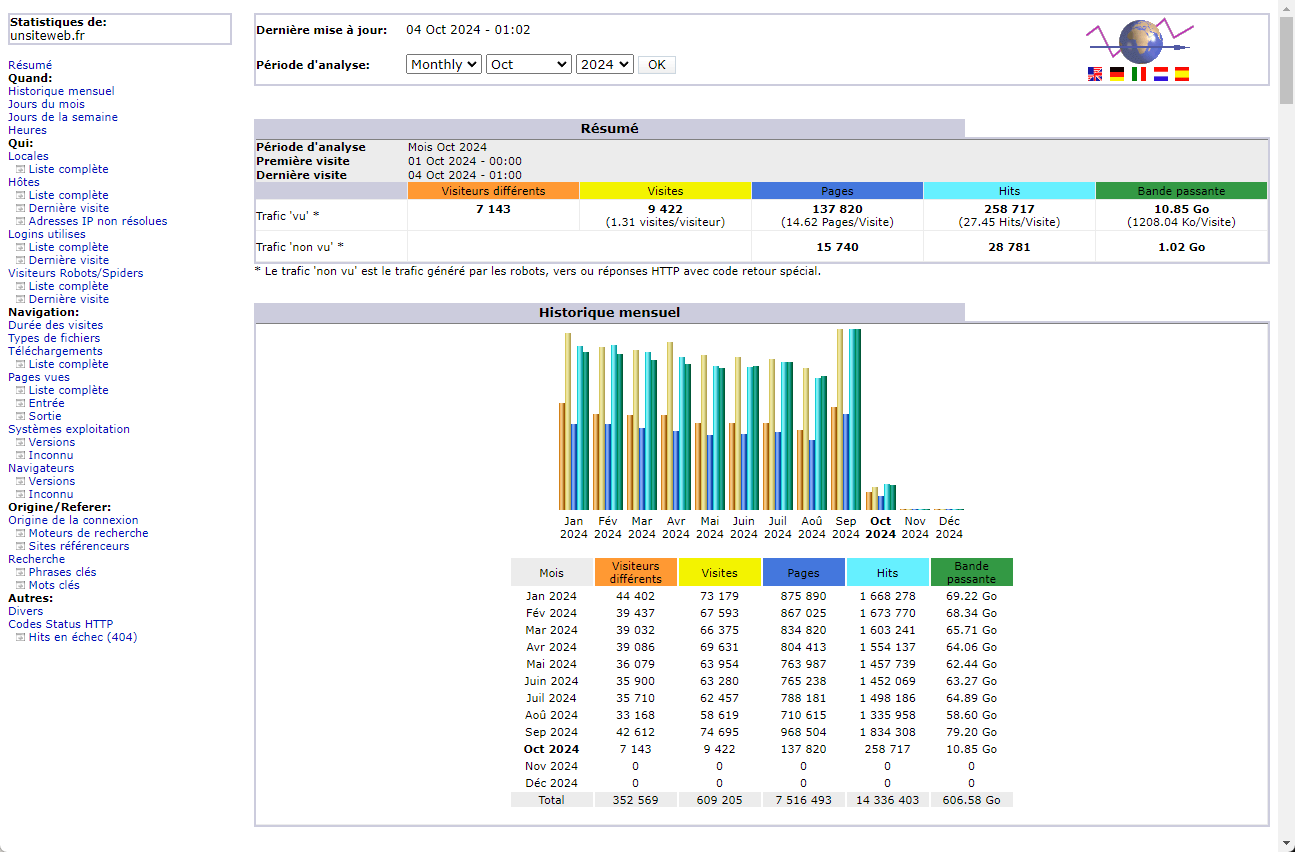 Statistiques de:
unsiteweb.fr
Résumé
Quand:
Historique mensuel
Jours du mois
Jours de la semaine
Heures
Qui:
Locales
Liste complète
Hôtes
Liste complète
Dernière visite
Adresses IP non résolues
Logins utilises
Liste complète
Dernière visite
Visiteurs Robots/Spiders
Liste complète
Dernière visite
Navigation:
Durée des visites
Types de fichiers
Téléchargements
Liste complète
Pages vues
Liste complète
Entrée
Sortie
Systèmes exploitation
Versions
Inconnu
Navigateurs
Versions
Inconnu
Origine/Referer:
Origine de la connexion
Moteurs de recherche
Sites référenceurs
Recherche
Phrases clés
Mots clés
Autres:
Divers
Codes Status HTTP
Hits en échec (404)
Dernière mise à jour: 04 Oct 2024 - 01:02
Période d'analyse: Monthly Oct 2024 OK
Résumé
Période d'analyse Mois Oct 2024
Première visite 01 Oct 2024 - 00:00
Dernière visite 04 Oct 2024 - 01:00
Visiteurs différents Visites Pages Hits Bande passante
Trafic 'vu' * 7 143 9 422 137 820 258 717 10.85 Go
(1.31 visites/visiteur) (14.62 Pages/Visite) (27.45 Hits/Visite) (1208.04 Ko/Visite)
Trafic 'non vu' * 15 740 28 781 1.02 Go
* Le trafic 'non vu' est le trafic généré par les robots, vers ou réponses HTTP avec code retour spécial.
Historique mensuel
Jan Fév Mar Avr Mai Juin Juil Aoû Sep Oct Nov Déc
2024 2024 2024 2024 2024 2024 2024 2024 2024 2024 2024 2024
Mois Visiteurs différents Visites Pages Hits Bande passante
Jan 2024 44 402 73 179 875 890 1 668 278 69.22 Go
Fév 2024 39 437 67 593 867 025 1 673 770 68.34 Go
Mar 2024 39 032 66 375 834 820 1 603 241 65.71 Go
Avr 2024 39 086 69 631 804 413 1 554 137 64.06 Go
Mai 2024 36 079 63 954 763 987 1 457 739 62.44 Go
Juin 2024 35 900 63 280 765 238 1 452 069 63.27 Go
Juil 2024 35 710 62 457 788 181 1 498 186 64.89 Go
Aoû 2024 33 168 58 619 710 615 1 335 958 58.60 Go
Sep 2024 42 612 74 695 968 504 1 834 308 79.20 Go
Oct 2024 7 143 9 422 137 820 258 717 10.85 Go
Nov 2024 0 0 0 0 0
Déc 2024 0 0 0 0 0
Total 352 569 609 205 7 516 493 14 336 403 606.58 Go